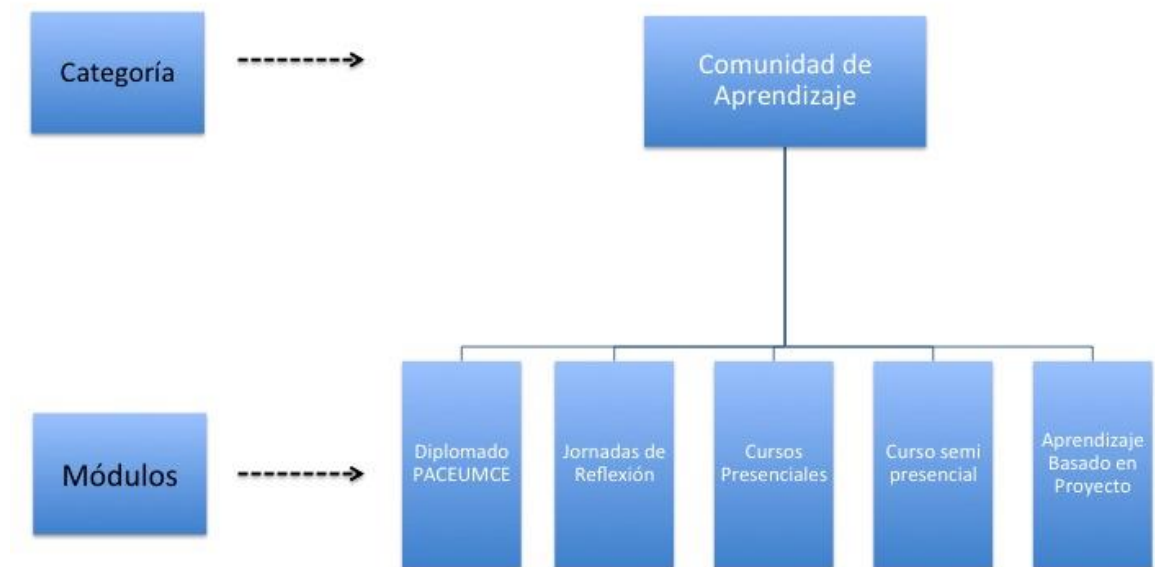 Categoría
Comunidad de
Aprendizaje
Módulos
Diplomado
PACEUMCE
Jornadas de
Reflexión
Cursos
Presenciales
Curso semi
presencial
Aprendizaje
Basado en
Proyecto